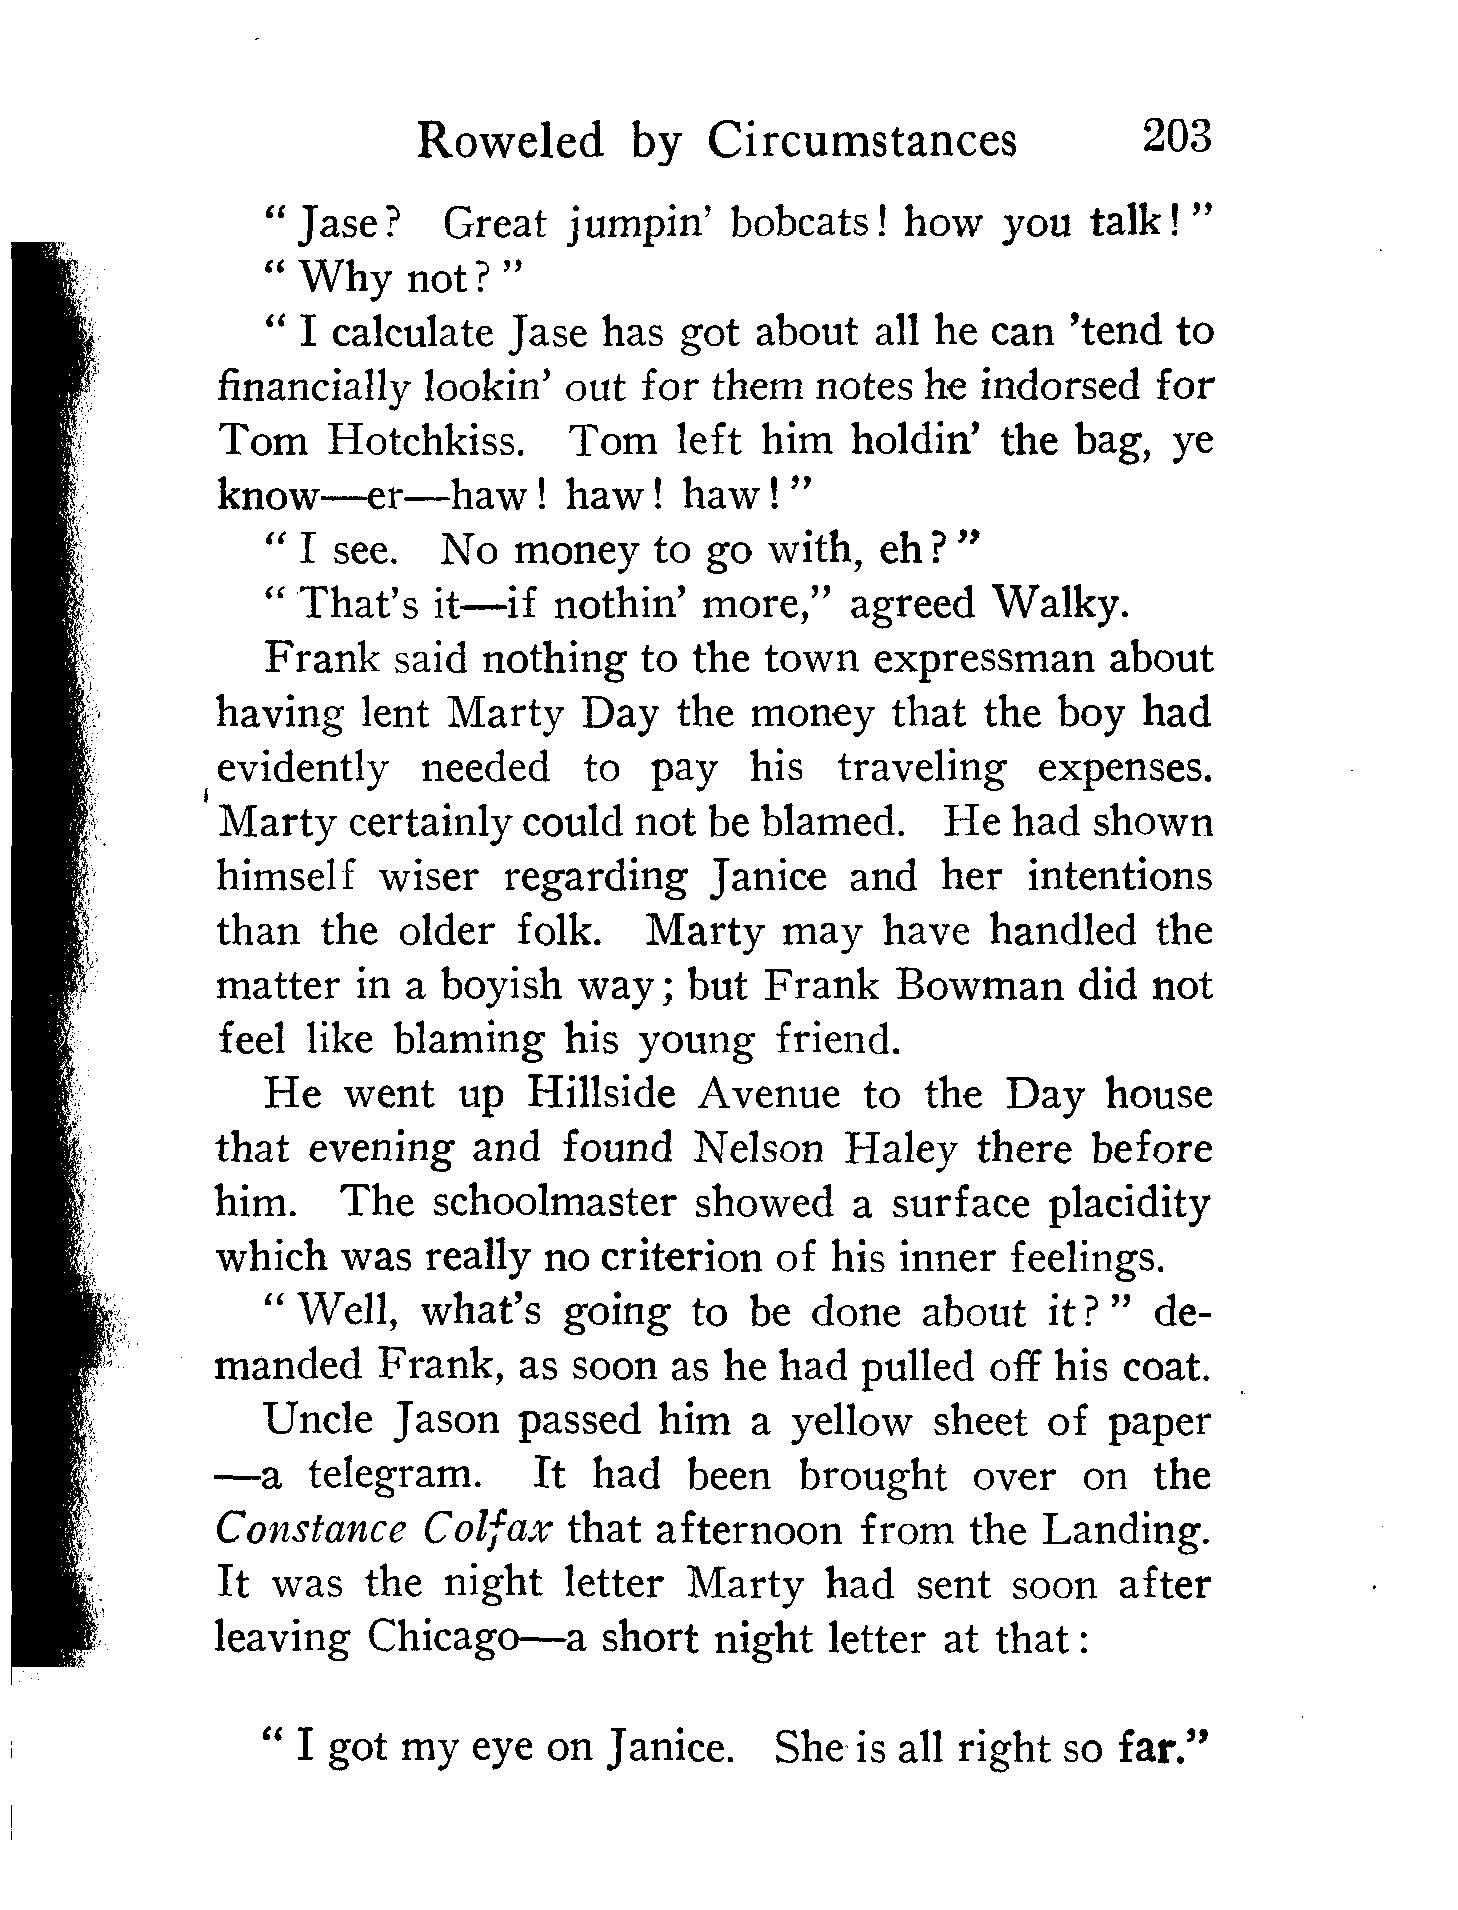 Roweled by Circumstances 203
" Jase? Great jumpin' bobcats! how you talk! "
" Why not? "
" I calculate Jase has got about all he can 'tend to
financially lookin' out for them notes he indorsed for
Tom Hotchkiss. Tom left him holdin' the bag, ye
know—er—haw! haw! haw! "
" I see. No money to go with, eh? "
" That's it—if nothin' more," agreed Walky.
Frank said nothing to the town expressman about
having lent Marty Day the money that the boy had
evidently needed to pay his traveling expenses.
Marty certainly could not be blamed. He had shown
himself wiser regarding Janice and her intentions
than the older folk. Marty may have handled the
matter in a boyish way; but Frank Bowman did not
feel like blaming his young friend.
He went up Hillside Avenue to the Day house
that evening and found Nelson Haley there before
him. The schoolmaster showed a surface placidity
which was really no criterion of his inner feelings.
" Well, what's going to be done about it? " de-
manded Frank, as soon as he had pulled off his coat.
Uncle Jason passed him a yellow sheet of paper
—a telegram. It had been brought over on the
Constance Colfax that afternoon from the Landing.
It was the night letter Marty had sent soon after
leaving Chicago—a short night letter at that:
" I got my eye on Janice. She is all right so far."